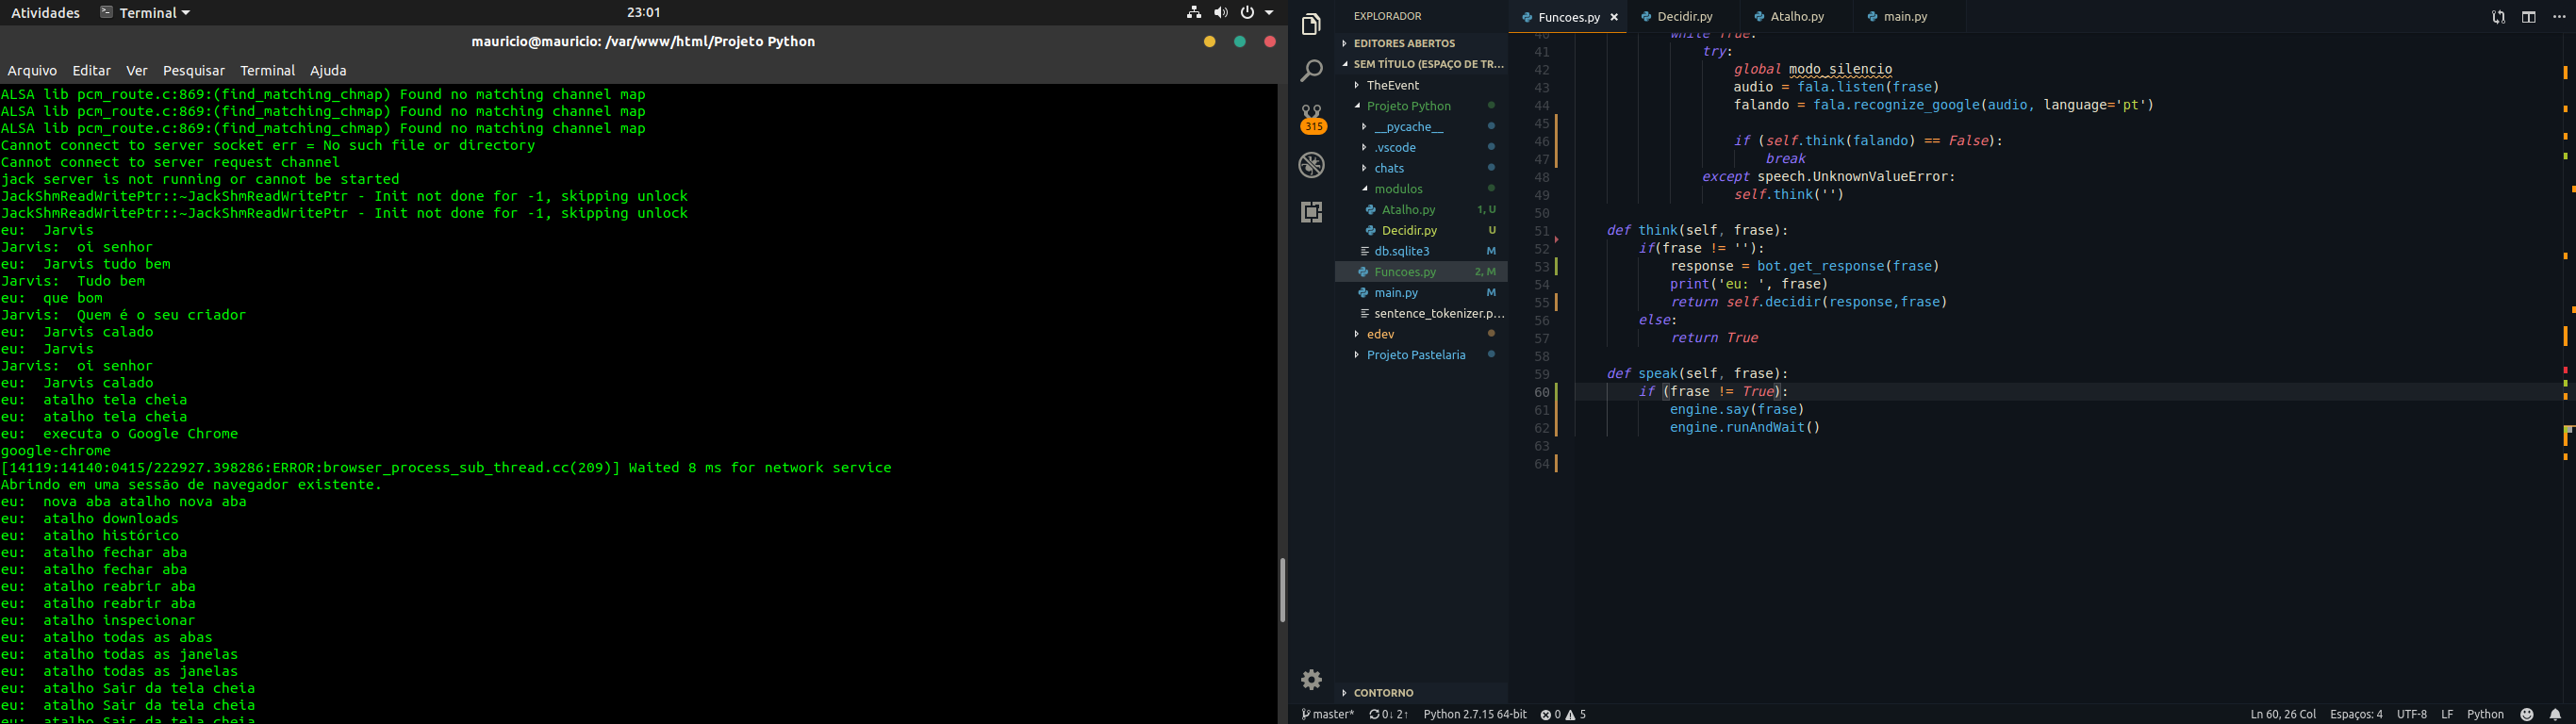 Atividades Terminal 23:01
mauricio@mauricio: /var/www/html/Projeto Python
Arquivo Editar Ver Pesquisar Terminal Ajuda
ALSA lib pcm_route.c:869:(find_matching_chmap) Found no matching channel map
ALSA lib pcm_route.c:869:(find_matching_chmap) Found no matching channel map
ALSA lib pcm_route.c:869:(find_matching_chmap) Found no matching channel map
Cannot connect to server socket err = No such file or directory
Cannot connect to server request channel
jack server is not running or cannot be started
JackShmReadWritePtr::~JackShmReadWritePtr - Init not done for -1, skipping unlock
JackShmReadWritePtr::~JackShmReadWritePtr - Init not done for -1, skipping unlock
eu:  Jarvis
Jarvis:  oi senhor
eu:  Jarvis tudo bem
Jarvis:  Tudo bem
eu:  que bom
Jarvis:  Quem é o seu criador
eu:  Jarvis calado
eu:  Jarvis
Jarvis:  oi senhor
eu:  Jarvis calado
eu:  atalho tela cheia
eu:  atalho tela cheia
eu:  executa o Google Chrome
google-chrome
[14119:14140:0415/222927.398286:ERROR:browser_process_sub_thread.cc(209)] Waited 8 ms for network service
Abrindo em uma sessão de navegador existente.
eu:  nova aba atalho nova aba
eu:  atalho downloads
eu:  atalho histórico
eu:  atalho fechar aba
eu:  atalho fechar aba
eu:  atalho reabrir aba
eu:  atalho reabrir aba
eu:  atalho inspecionar
eu:  atalho todas as abas
eu:  atalho todas as janelas
eu:  atalho todas as janelas
eu:  atalho Sair da tela cheia
eu:  atalho Sair da tela cheia
eu:  atalho Sair da tela cheia
315
EXPLORADOR
EDITORES ABERTOS
SEM TÍTULO (ESPAÇO DE TR...
TheEvent
Projeto Python
__pycache__
.vscode
chats
modulos
Atalho.py 1, U
Decidir.py U
db.sqlite3 M
Funcoes.py 2, M
main.py M
sentence_tokenizer.p...
edev
Projeto Pastelaria
CONTORNO
Funcoes.py × Decidir.py Atalho.py main.py
40 while True:
41 try:
42 global modo_silencio
43 audio = fala.listen(frase)
44 falando = fala.recognize_google(audio, language='pt')
45
46 if (self.think(falando) == False):
47 break
48 except speech.UnknownValueError:
49 self.think('')
50
51 def think(self, frase):
52 if(frase != ''):
53 response = bot.get_response(frase)
54 print('eu: ', frase)
55 return self.decidir(response,frase)
56 else:
57 return True
58
59 def speak(self, frase):
60 if (frase != True):
61 engine.say(frase)
62 engine.runAndWait()
63
64
master* 0↓ 2↑ Python 2.7.15 64-bit 0 5 Ln 60, 26 Col Espaços: 4 UTF-8 LF Python